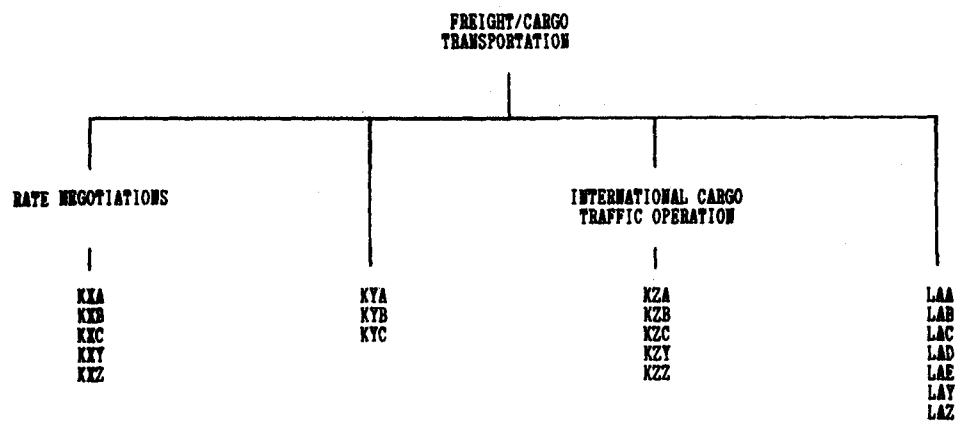 FREIGHT/CARGO
TRANSPORTATION
RATE NEGOTIATIONS
INTERNATIONAL CARGO
TRAFFIC OPERATION
KXA
KXB
KXC
KXY
KXZ
KYA
KYB
KYC
KZA
KZB
KZC
KZY
KZZ
LAA
LAB
LAC
LAD
LAE
LAY
LAZ